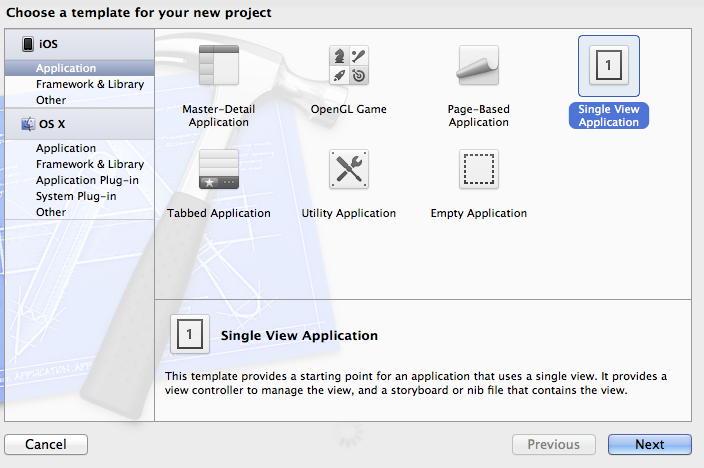 Choose a template for your new project
iOS
Application
Framework & Library
Other
OS X
Application
Framework & Library
Application Plug-in
System Plug-in
Other
Master-Detail
Application
OpenGL Game
Page-Based
Application
1
Single View
Application
Tabbed Application
Utility Application
Empty Application
1
Single View Application
This template provides a starting point for an application that uses a single view. It provides a
view controller to manage the view, and a storyboard or nib file that contains the view.
Cancel
Previous
Next